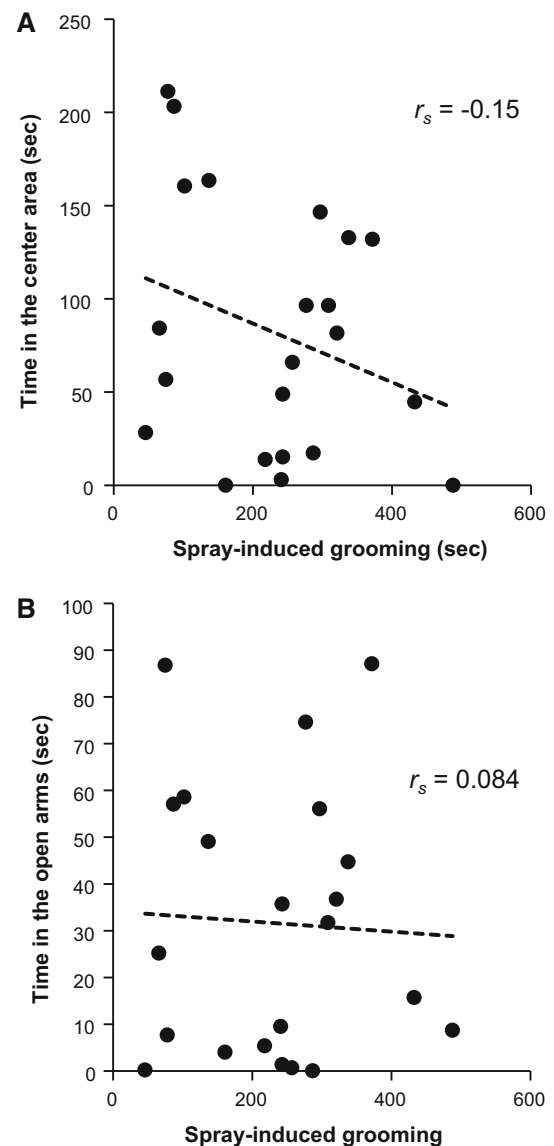 A
250
200
150
100
50
0
Time in the center area (sec)
r_s = -0.15
0 200 400 600
Spray-induced grooming (sec)
B
100
90
80
70
60
50
40
30
20
10
0
Time in the open arms (sec)
r_s = 0.084
0 200 400 600
Spray-induced grooming